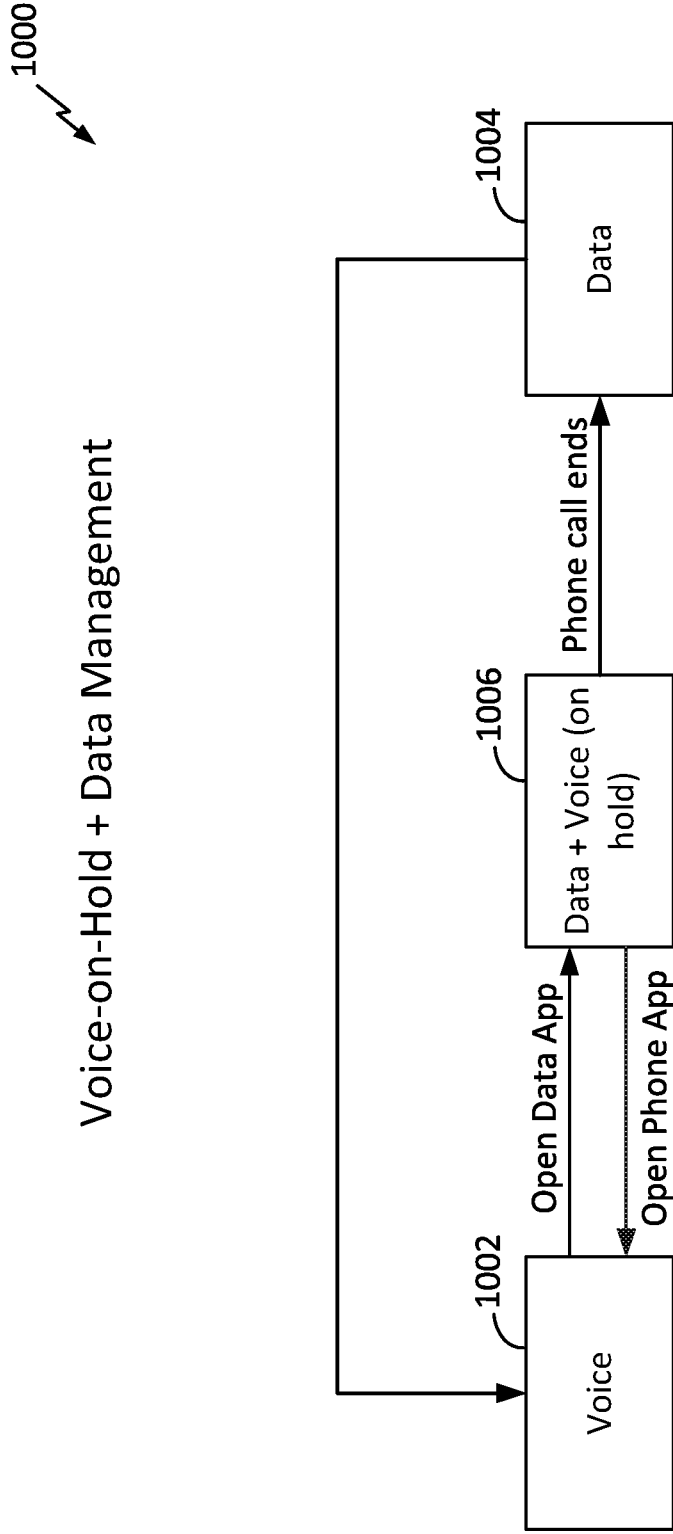 1000
Voice-on-Hold + Data Management
1002
Voice
Open Data App
Open Phone App
1006
Data + Voice (on
hold)
Phone call ends
1004
Data